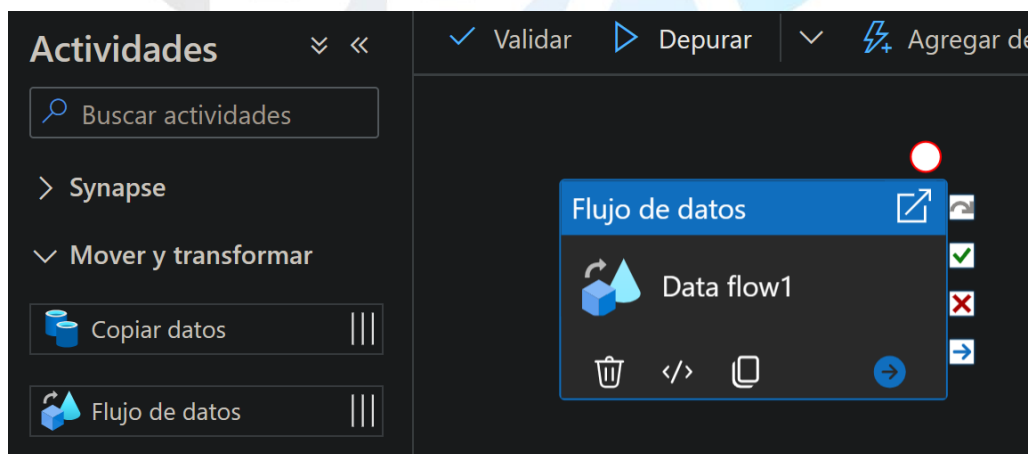 Actividades
Validar
Depurar
Agregar de
Buscar actividades
Synapse
Mover y transformar
Copiar datos
Flujo de datos
Flujo de datos
Data flow1